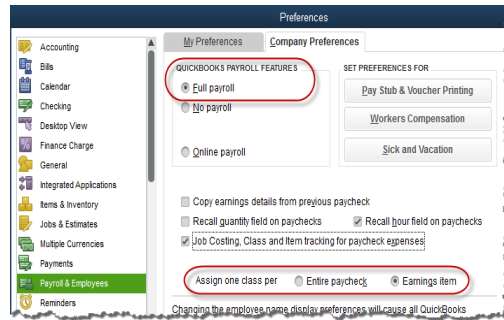 Preferences
Accounting
Bills
Calendar
Checking
Desktop View
Finance Charge
General
Integrated Applications
Items & Inventory
Jobs & Estimates
Multiple Currencies
Payments
Payroll & Employees
Reminders
My Preferences
Company Preferences
QUICKBOOKS PAYROLL FEATURES
Full payroll
No payroll
Online payroll
SET PREFERENCES FOR
Pay Stub & Voucher Printing
Workers Compensation
Sick and Vacation
Copy earnings details from previous paycheck
Recall quantity field on paychecks
Recall hour field on paychecks
Job Costing, Class and Item tracking for paycheck expenses
Assign one class per
Entire paycheck
Earnings item
Changing the employee name display preferences will cause all QuickBooks